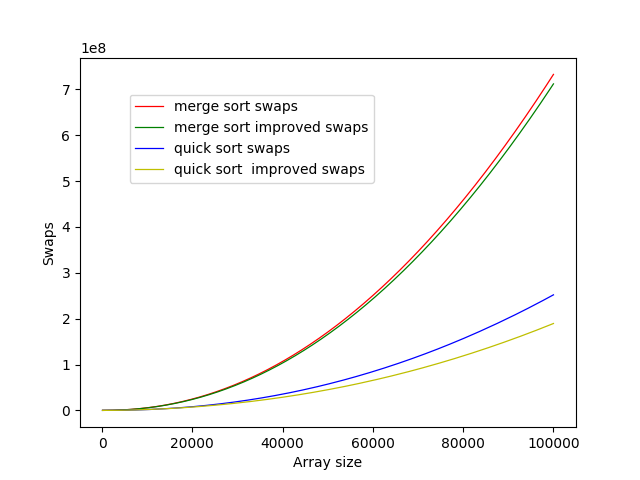 1e8
7
6
5
4
3
2
1
0
Swaps
merge sort swaps
merge sort improved swaps
quick sort swaps
quick sort  improved swaps
0 20000 40000 60000 80000 100000
Array size